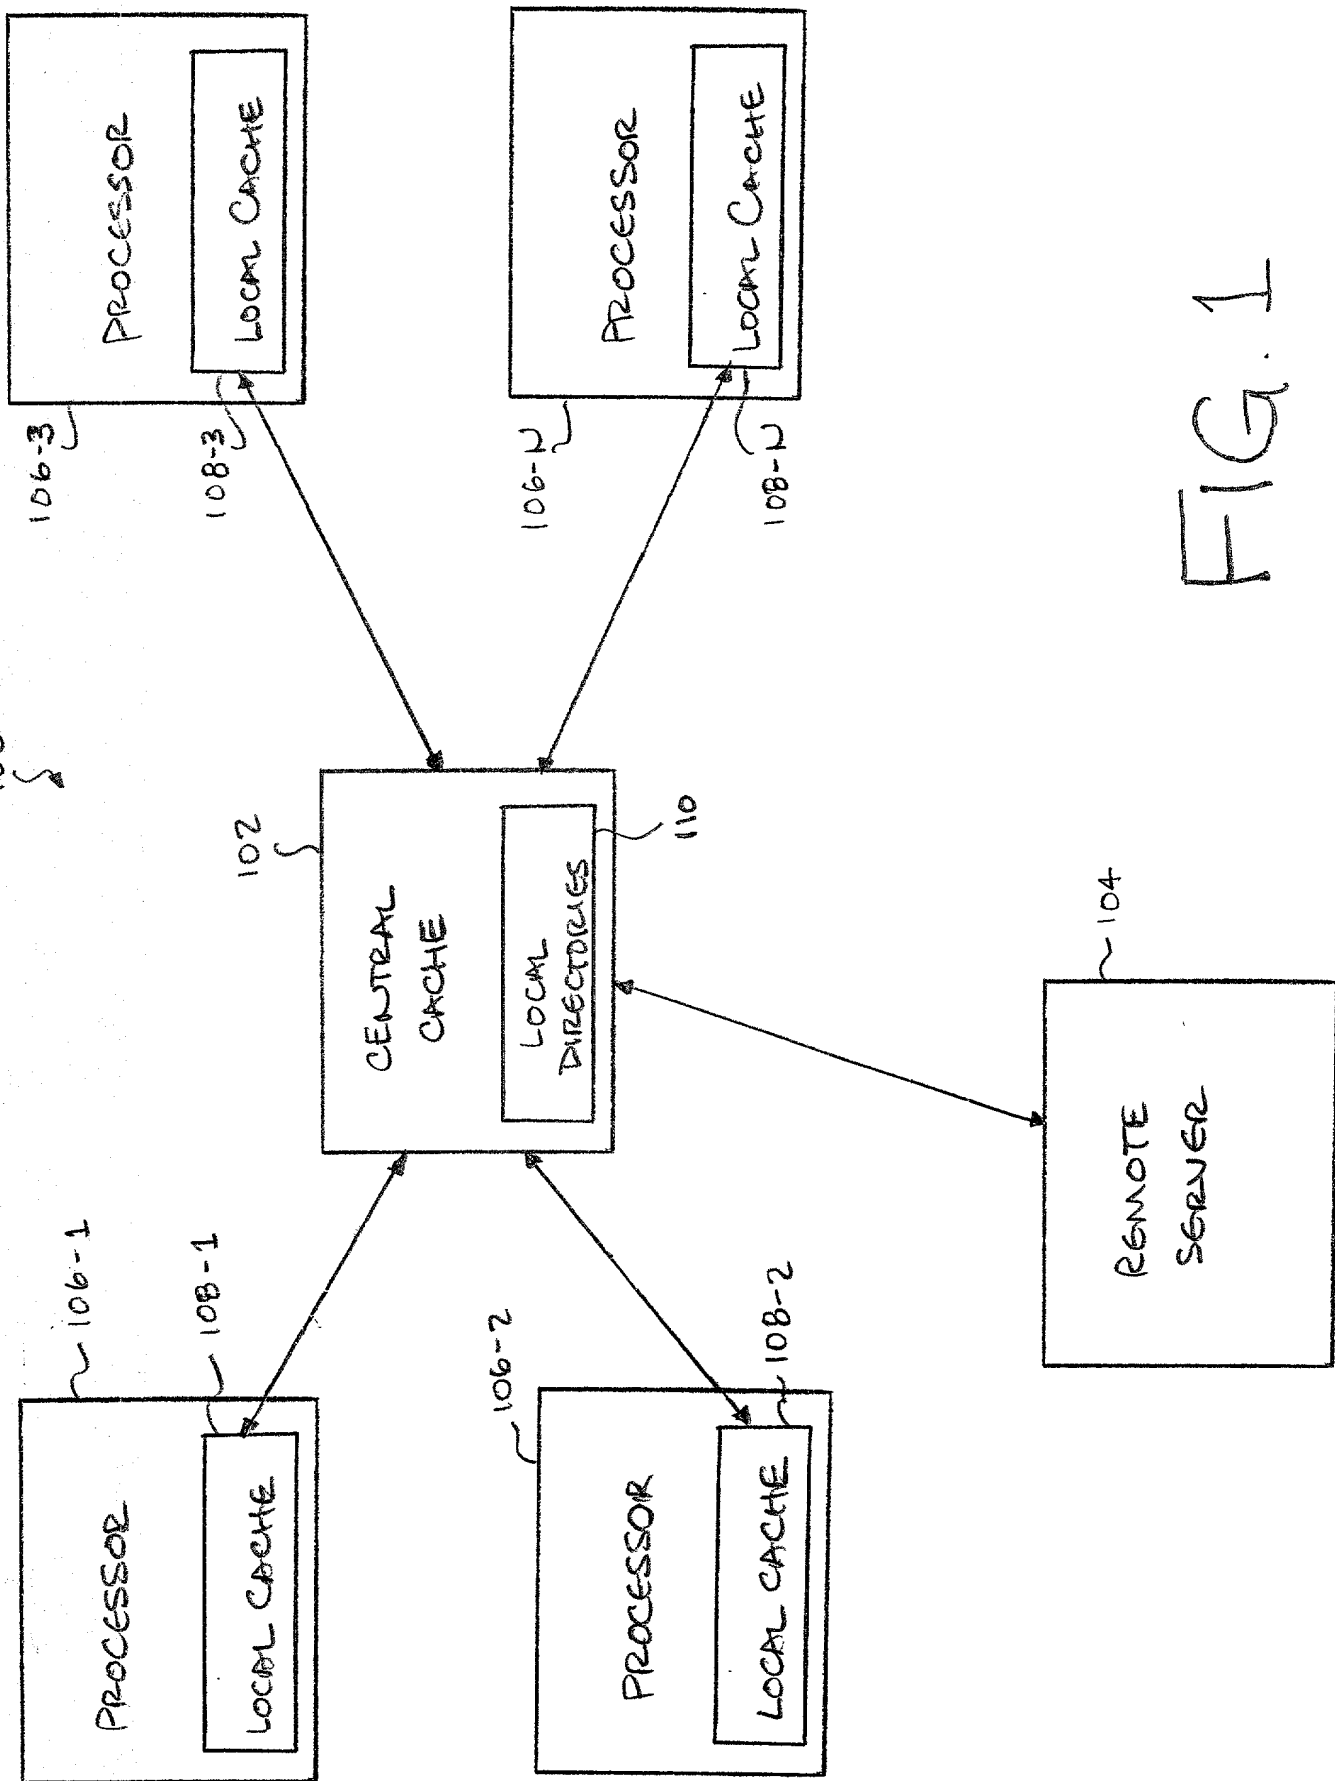 PROCESSOR
LOCAL CACHE
106-1
108-1
PROCESSOR
LOCAL CACHE
106-2
108-2
102
CENTRAL
CACHE
LOCAL
DIRECTORIES
110
106-3
PROCESSOR
108-3
LOCAL CACHE
106-N
PROCESSOR
108-N
LOCAL CACHE
REMOTE
SERVER
104
FIG. 1